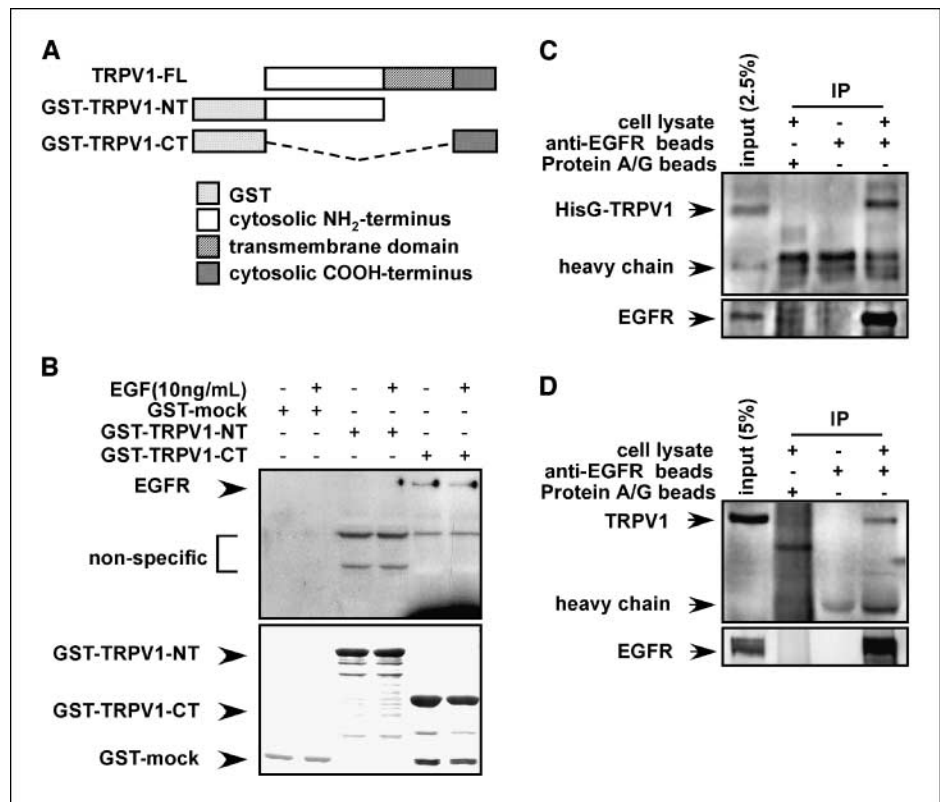 A
TRPV1-FL
GST-TRPV1-NT
GST-TRPV1-CT
GST
cytosolic NH2-terminus
transmembrane domain
cytosolic COOH-terminus
B
EGF(10ng/mL) - + - + - +
GST-mock + + - - - -
GST-TRPV1-NT - - + + - -
GST-TRPV1-CT - - - - + +
EGFR
non-specific
GST-TRPV1-NT
GST-TRPV1-CT
GST-mock
C
input (2.5%)
IP
cell lysate + - +
anti-EGFR beads - + +
Protein A/G beads + - -
HisG-TRPV1
heavy chain
EGFR
D
input (5%)
IP
cell lysate + - +
anti-EGFR beads - + +
Protein A/G beads + - -
TRPV1
heavy chain
EGFR